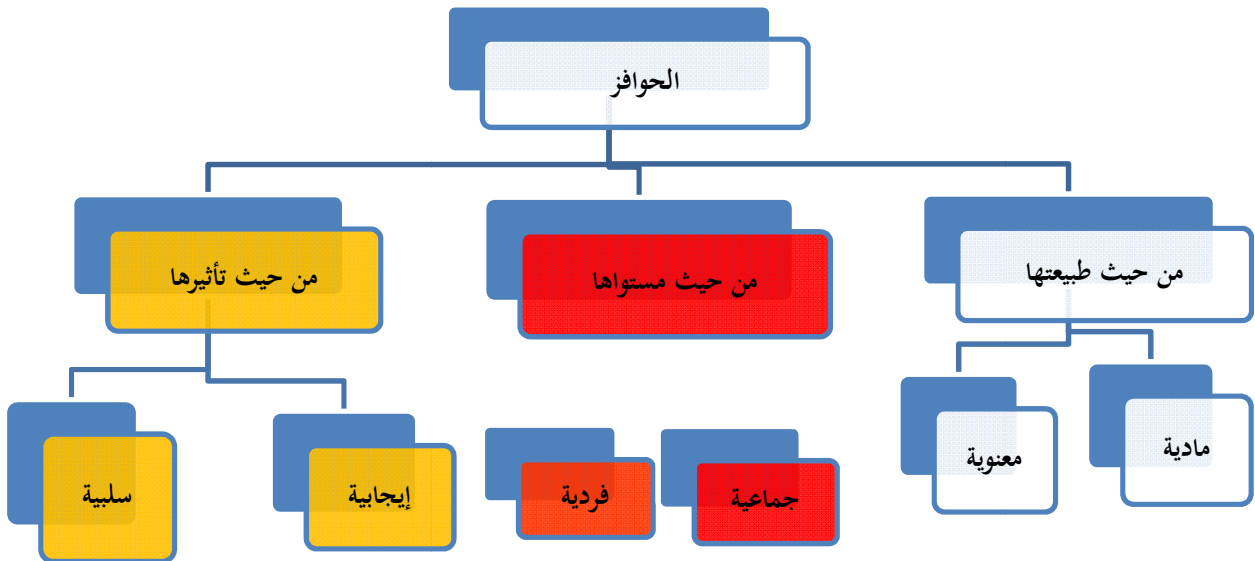 الحوافز
من حيث طبيعتها
من حيث مستواها
من حيث تأثيرها
مادية
معنوية
جماعية
فردية
إيجابية
سلبية